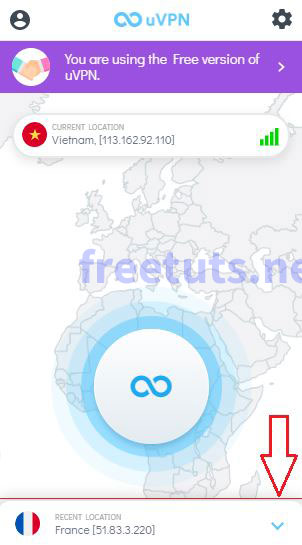 uVPN
You are using the Free version of
uVPN.
CURRENT LOCATION
Vietnam, [113.162.92.110]
freetuts.ne
RECENT LOCATION
France [51.83.3.220]